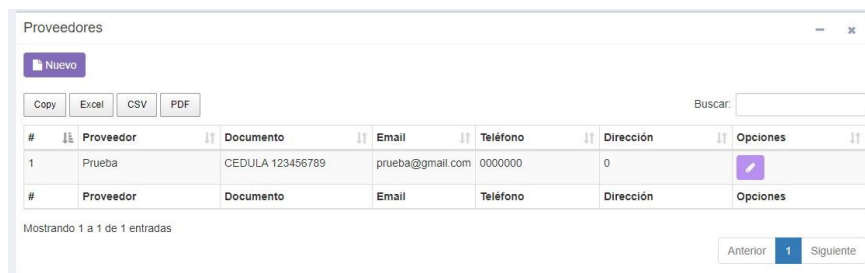 Proveedores
Nuevo
Copy Excel CSV PDF Buscar:
# Proveedor Documento Email Teléfono Dirección Opciones
1 Prueba CEDULA 123456789 prueba@gmail.com 0000000 0
# Proveedor Documento Email Teléfono Dirección Opciones
Mostrando 1 a 1 de 1 entradas
Anterior 1 Siguiente